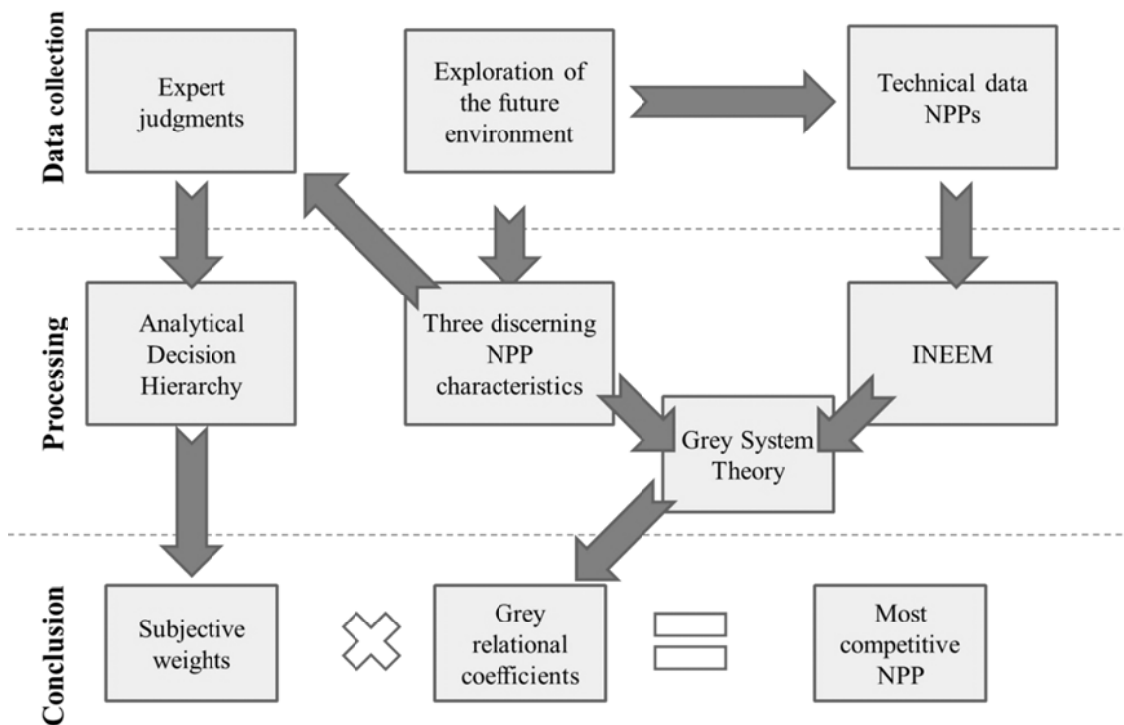 Data collection
Expert
judgments
Exploration of
the future
environment
Technical data
NPPs
Processing
Analytical
Decision
Hierarchy
Three discerning
NPP
characteristics
INEEM
Grey System
Theory
Conclusion
Subjective
weights
Grey
relational
coefficients
Most
competitive
NPP